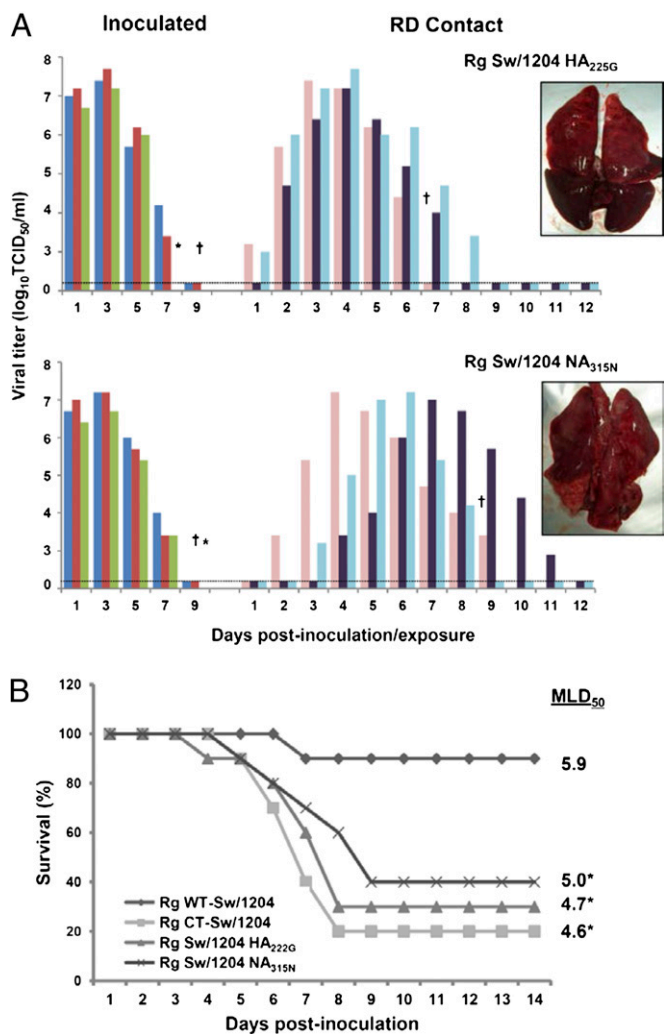 A
Inoculated
RD Contact
Rg Sw/1204 HA225G
Viral titer (log10TCID50/ml)
8
7
6
5
4
3
0
* † †
1 3 5 7 9 1 2 3 4 5 6 7 8 9 10 11 12
Rg Sw/1204 NA315N
8
7
6
5
4
3
0
† * †
1 3 5 7 9 1 2 3 4 5 6 7 8 9 10 11 12
Days post-inoculation/exposure
B
MLD50
Survival (%)
120
100
80
60
40
20
0
5.9
5.0*
4.7*
4.6*
Rg WT-Sw/1204
Rg CT-Sw/1204
Rg Sw/1204 HA222G
Rg Sw/1204 NA315N
1 2 3 4 5 6 7 8 9 10 11 12 13 14
Days post-inoculation